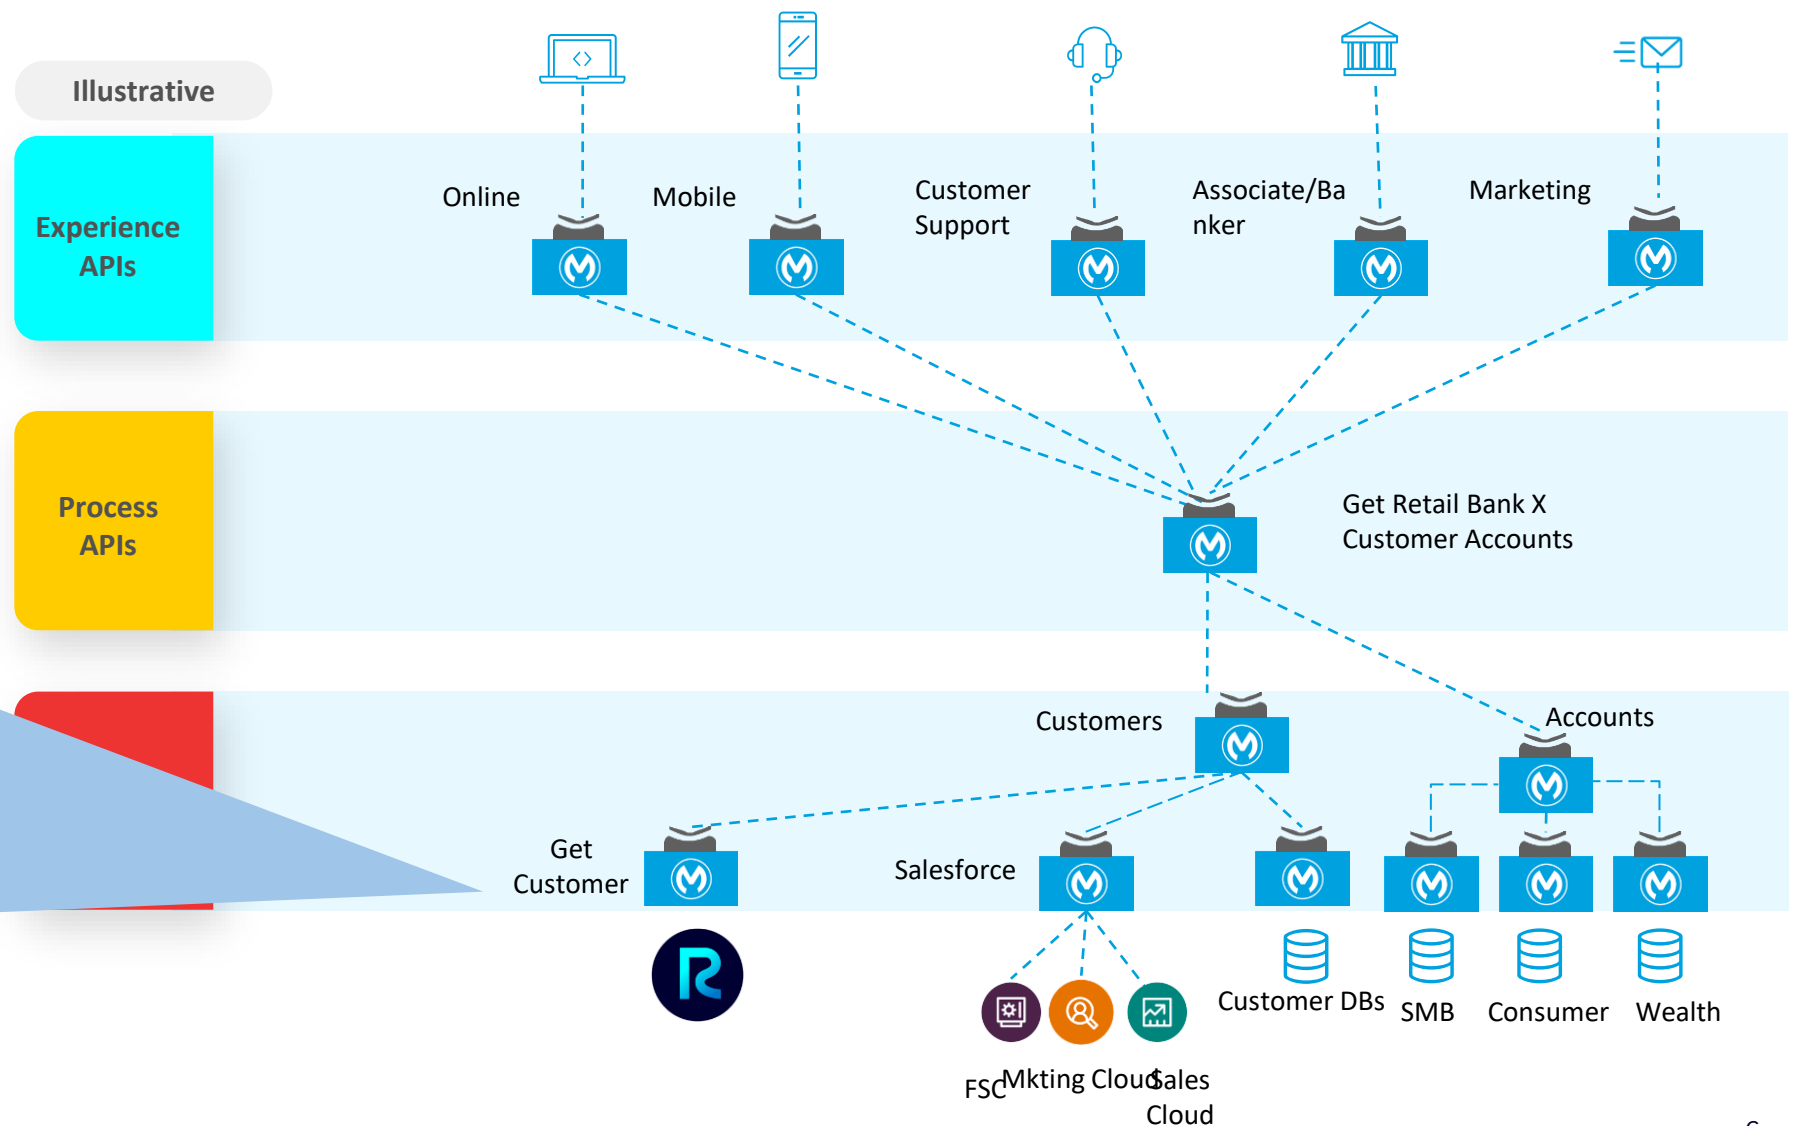 Illustrative
Experience
APIs
Online
Mobile
Customer
Support
Associate/Ba
nker
Marketing
Process
APIs
Get Retail Bank X
Customer Accounts
Customers
Accounts
Get
Customer
Salesforce
Customer DBs
SMB
Consumer
Wealth
FSC
Mkting Cloud
Sales
Cloud